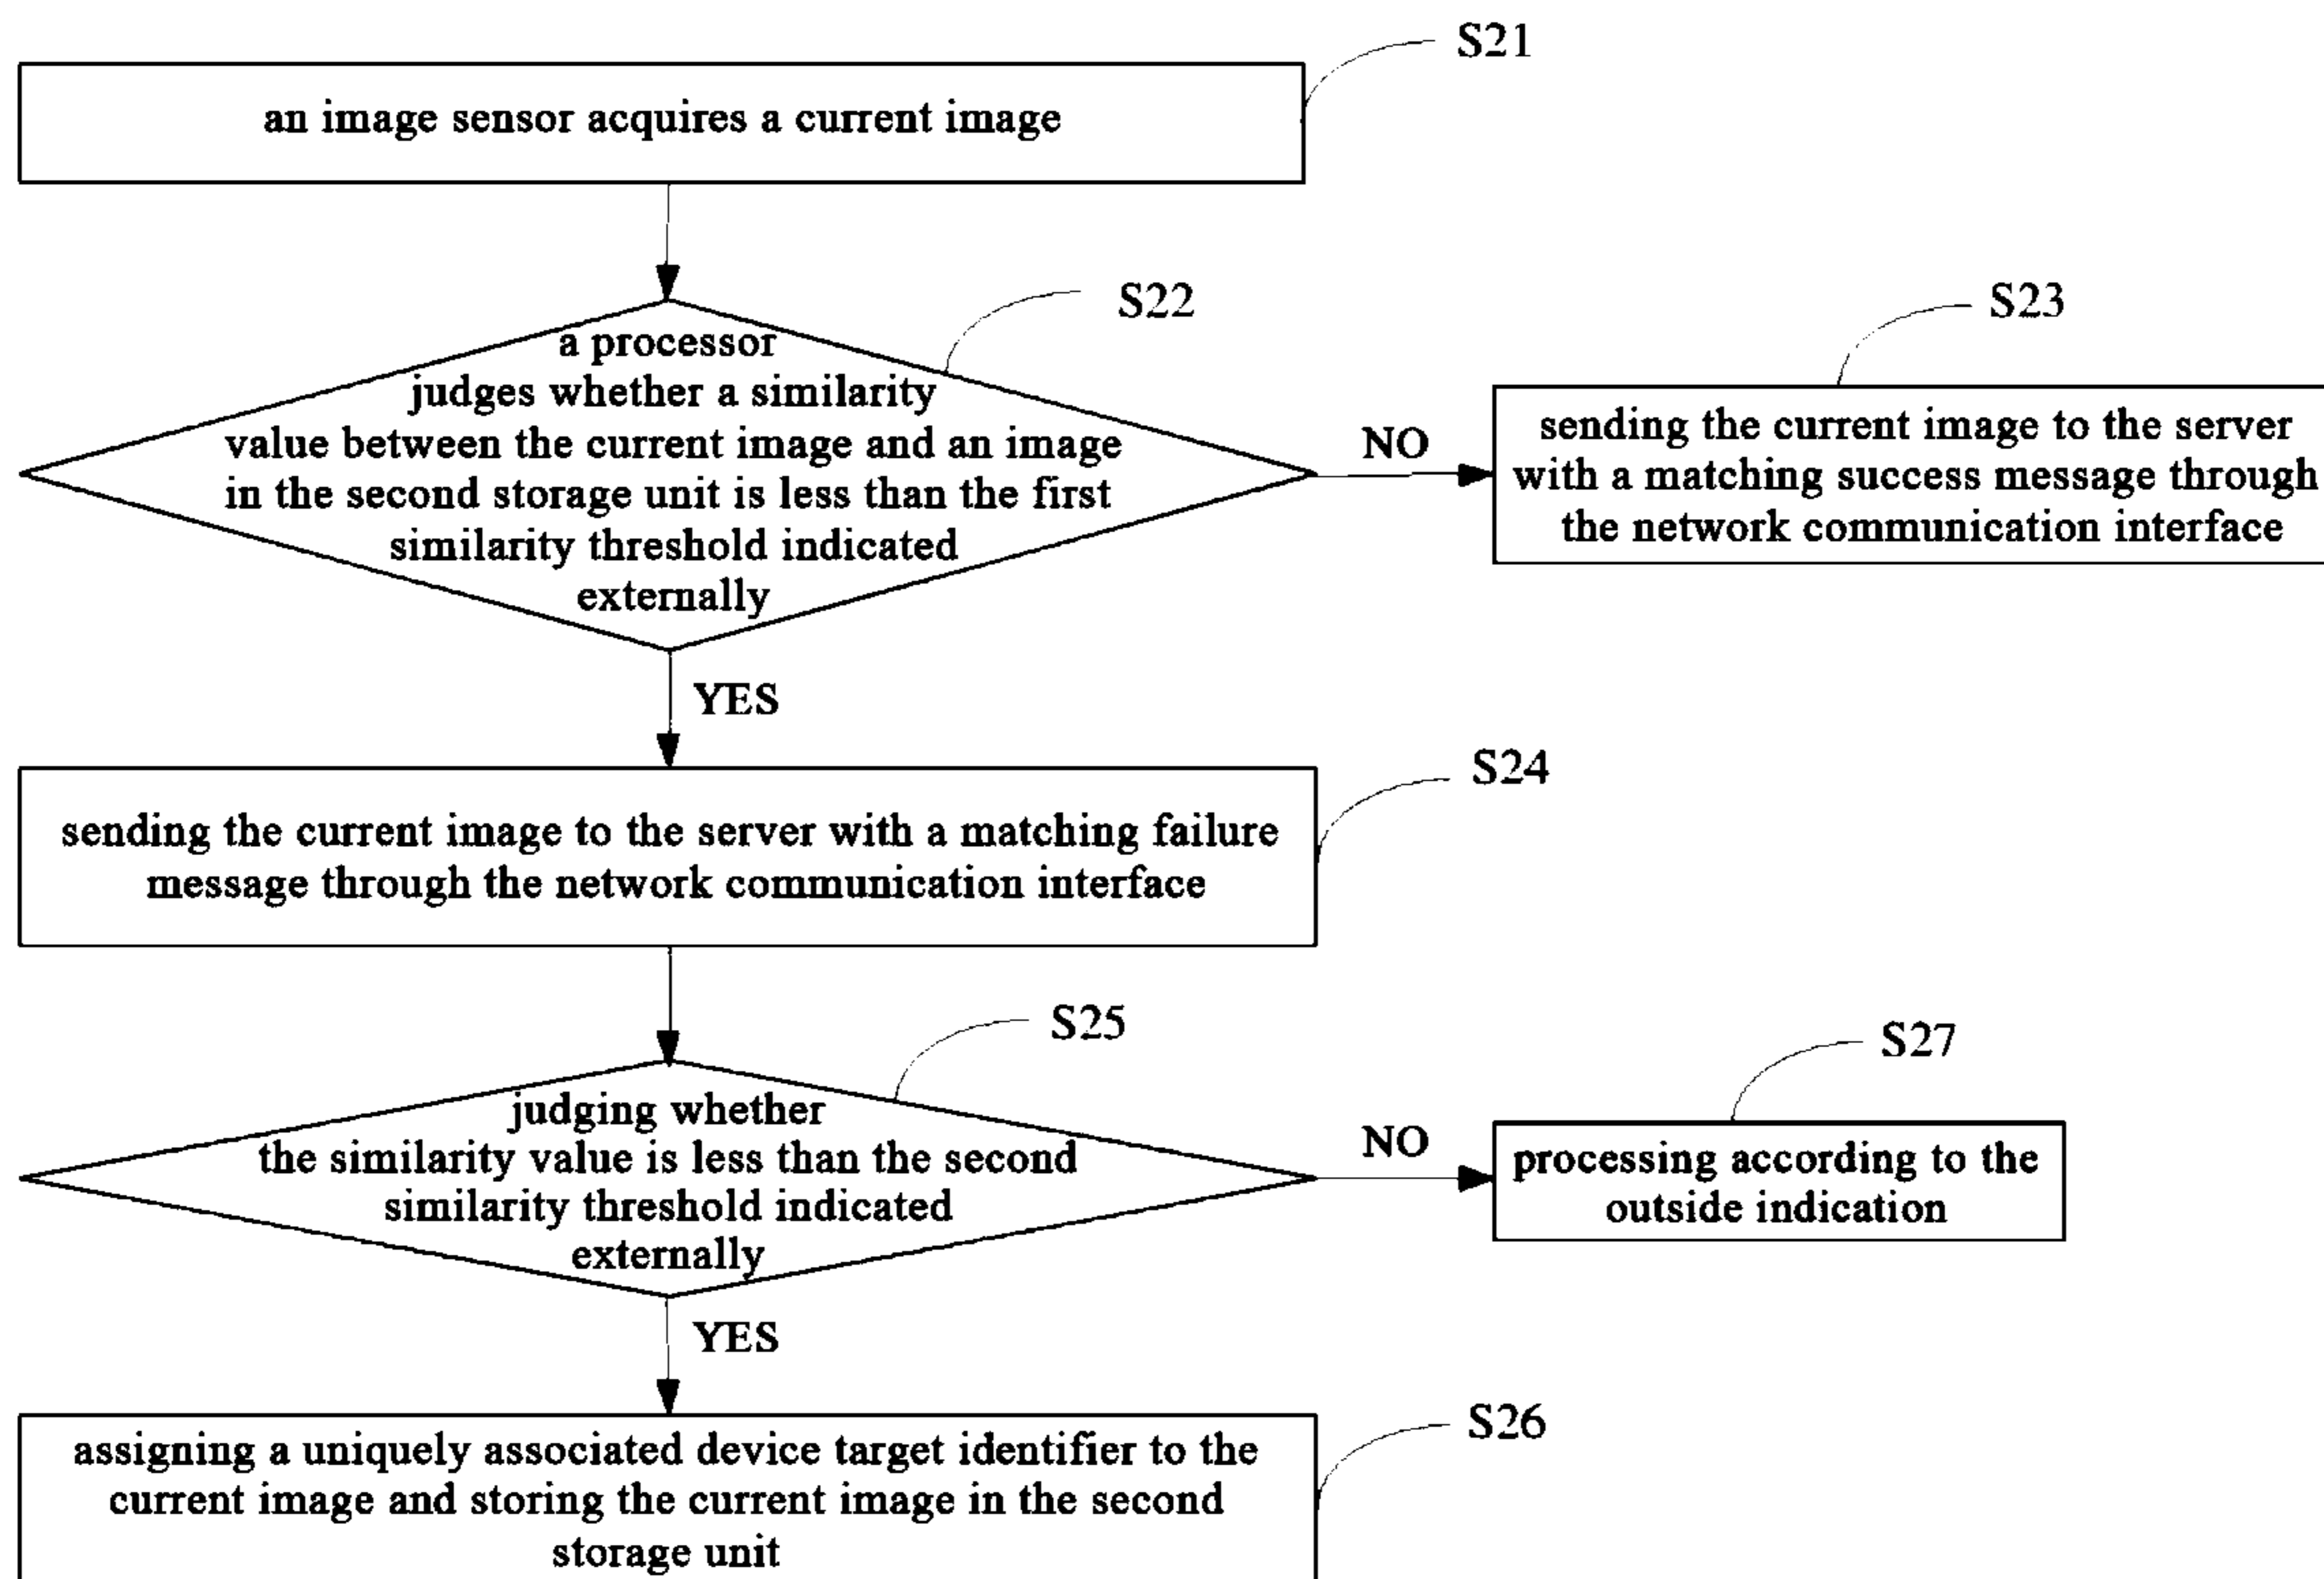 S21
an image sensor acquires a current image
S22
a processor
judges whether a similarity
value between the current image and an image
in the second storage unit is less than the first
similarity threshold indicated
externally
NO
S23
sending the current image to the server
with a matching success message through
the network communication interface
YES
S24
sending the current image to the server with a matching failure
message through the network communication interface
S25
judging whether
the similarity value is less than the second
similarity threshold indicated
externally
NO
S27
processing according to the
outside indication
YES
S26
assigning a uniquely associated device target identifier to the
current image and storing the current image in the second
storage unit